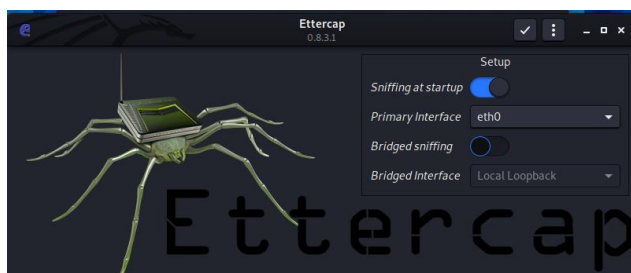 Ettercap
0.8.3.1
Setup
Sniffing at startup
Primary Interface eth0
Bridged sniffing
Bridged Interface Local Loopback
Ettercap